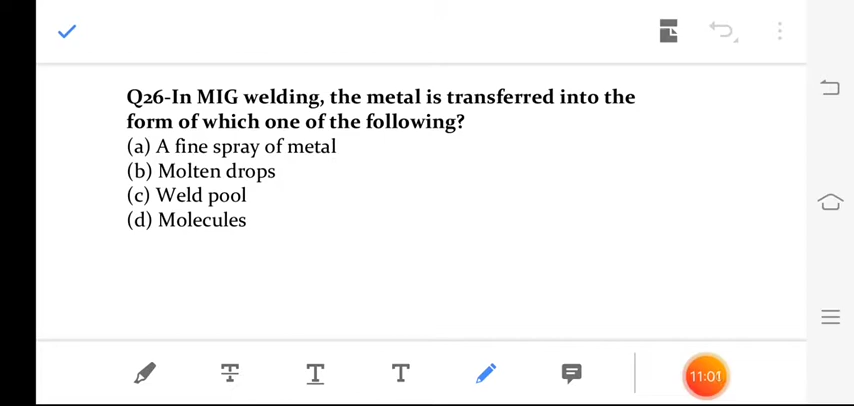 Q26-In MIG welding, the metal is transferred into the
form of which one of the following?
(a) A fine spray of metal
(b) Molten drops
(c) Weld pool
(d) Molecules
T T T
11:01